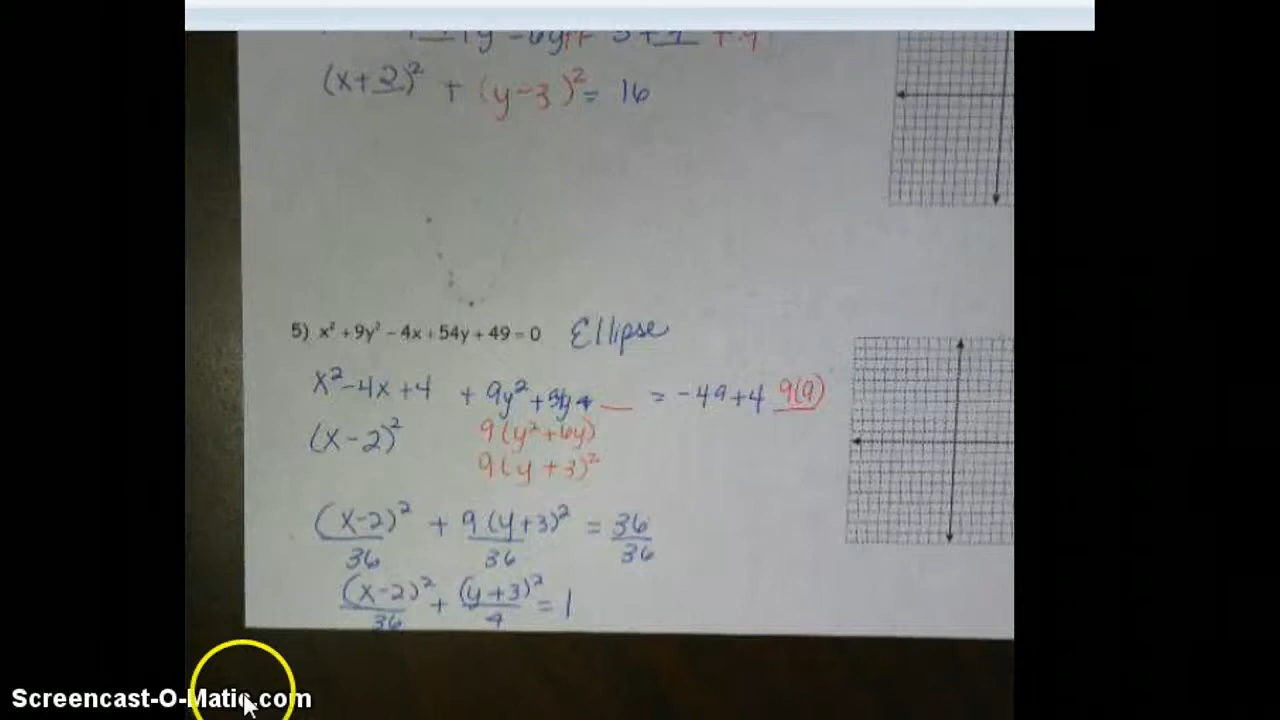 (x+2)² + (y-3)² = 16
5) x² + 9y² - 4x + 54y + 49 = 0 Ellipse
x² - 4x + 4 + 9y² + 54y + __ = -49 + 4 9(9)
(x-2)² 9(y² + 6y)
9(y + 3)²
(x-2)²/36 + 9(y+3)²/36 = 36/36
(x-2)²/36 + (y+3)²/4 = 1
Screencast-O-Matic.com